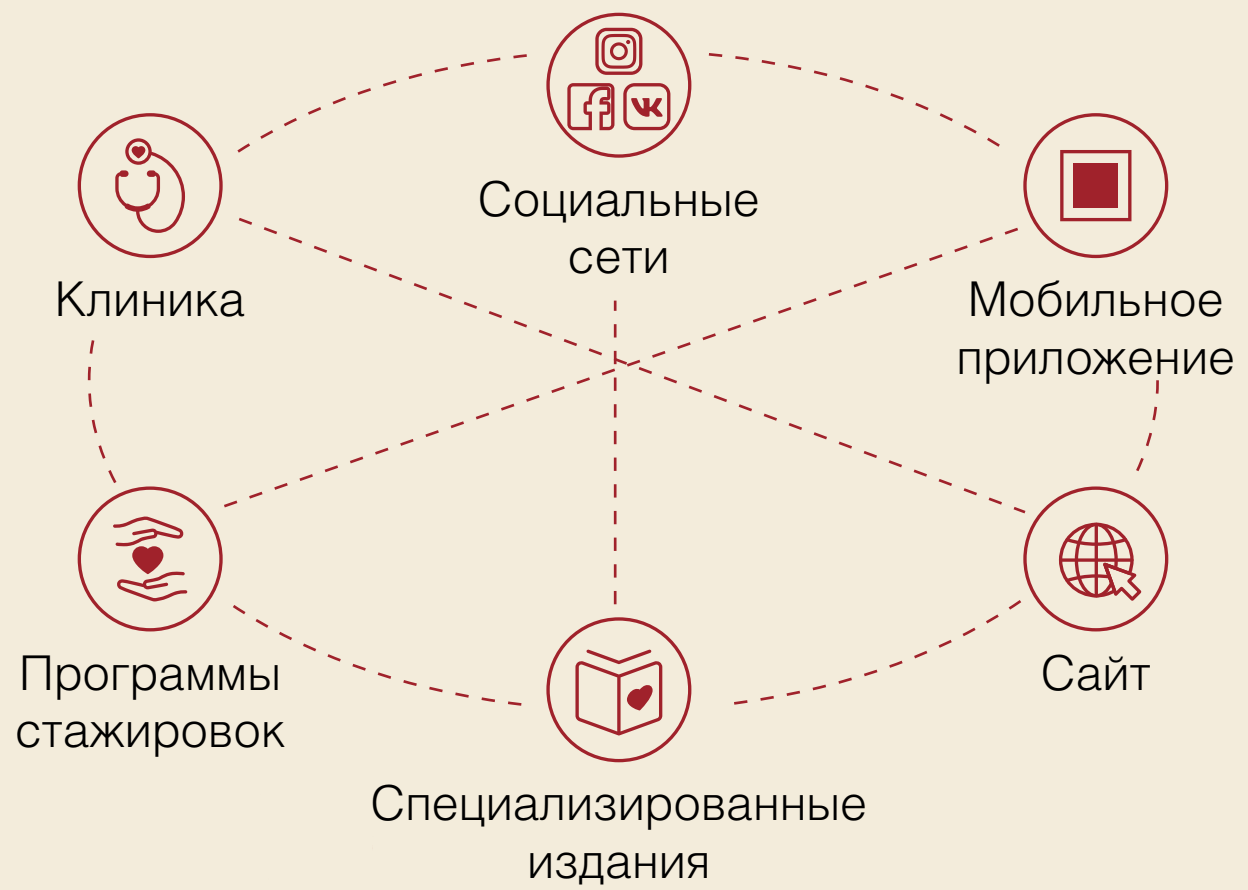 Социальные
сети
Клиника
Мобильное
приложение
Программы
стажировок
Сайт
Специализированные
издания